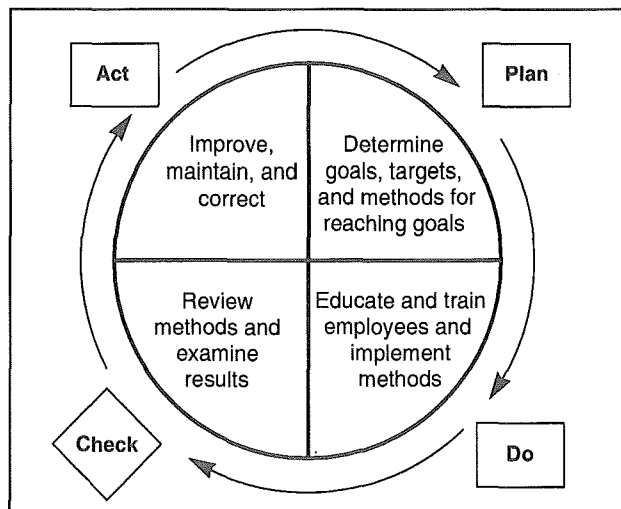 Act
Plan
Improve,
maintain, and
correct
Determine
goals, targets,
and methods for
reaching goals
Review
methods and
examine
results
Educate and train
employees and
implement
methods
Check
Do